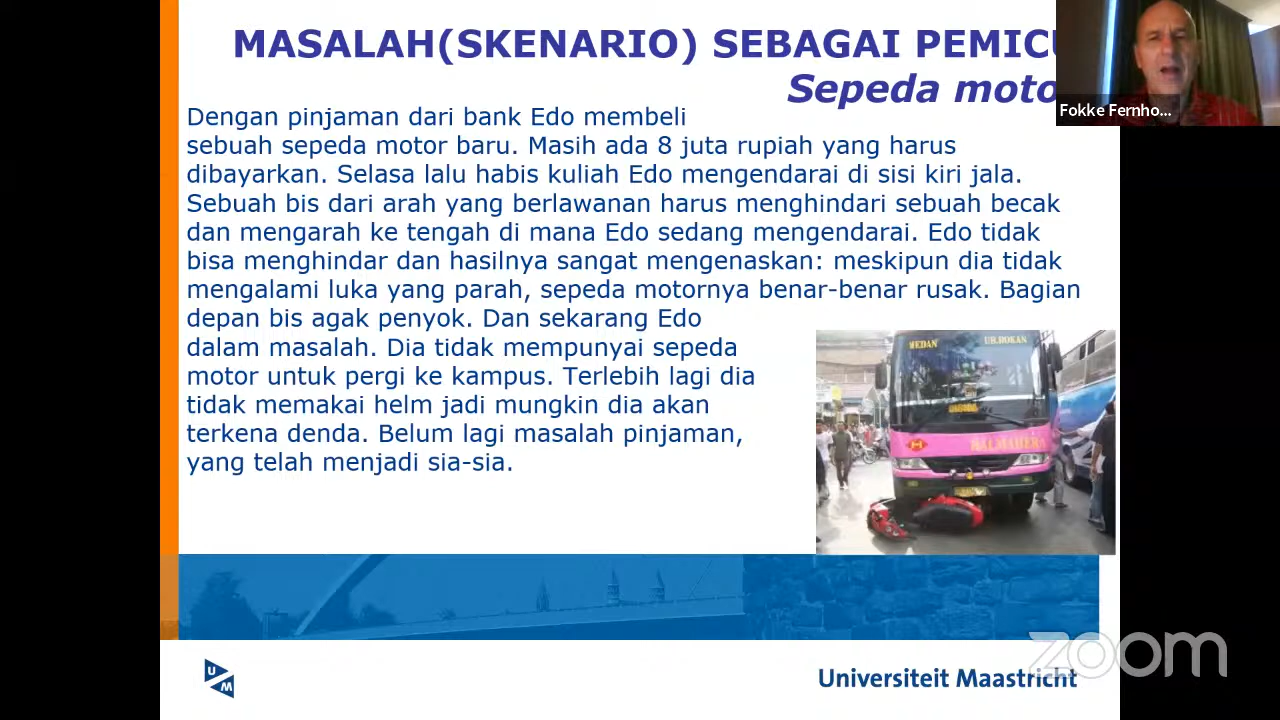 MASALAH(SKENARIO) SEBAGAI PEMICU
Sepeda moto
Fokke Fernho...
Dengan pinjaman dari bank Edo membeli
sebuah sepeda motor baru. Masih ada 8 juta rupiah yang harus
dibayarkan. Selasa lalu habis kuliah Edo mengendarai di sisi kiri jala.
Sebuah bis dari arah yang berlawanan harus menghindari sebuah becak
dan mengarah ke tengah di mana Edo sedang mengendarai. Edo tidak
bisa menghindar dan hasilnya sangat mengenaskan: meskipun dia tidak
mengalami luka yang parah, sepeda motornya benar-benar rusak. Bagian
depan bis agak penyok. Dan sekarang Edo
dalam masalah. Dia tidak mempunyai sepeda
motor untuk pergi ke kampus. Terlebih lagi dia
tidak memakai helm jadi mungkin dia akan
terkena denda. Belum lagi masalah pinjaman,
yang telah menjadi sia-sia.
MEDAN UB.ROKAN
HALMAHERA
UM
Universiteit Maastricht
zoom